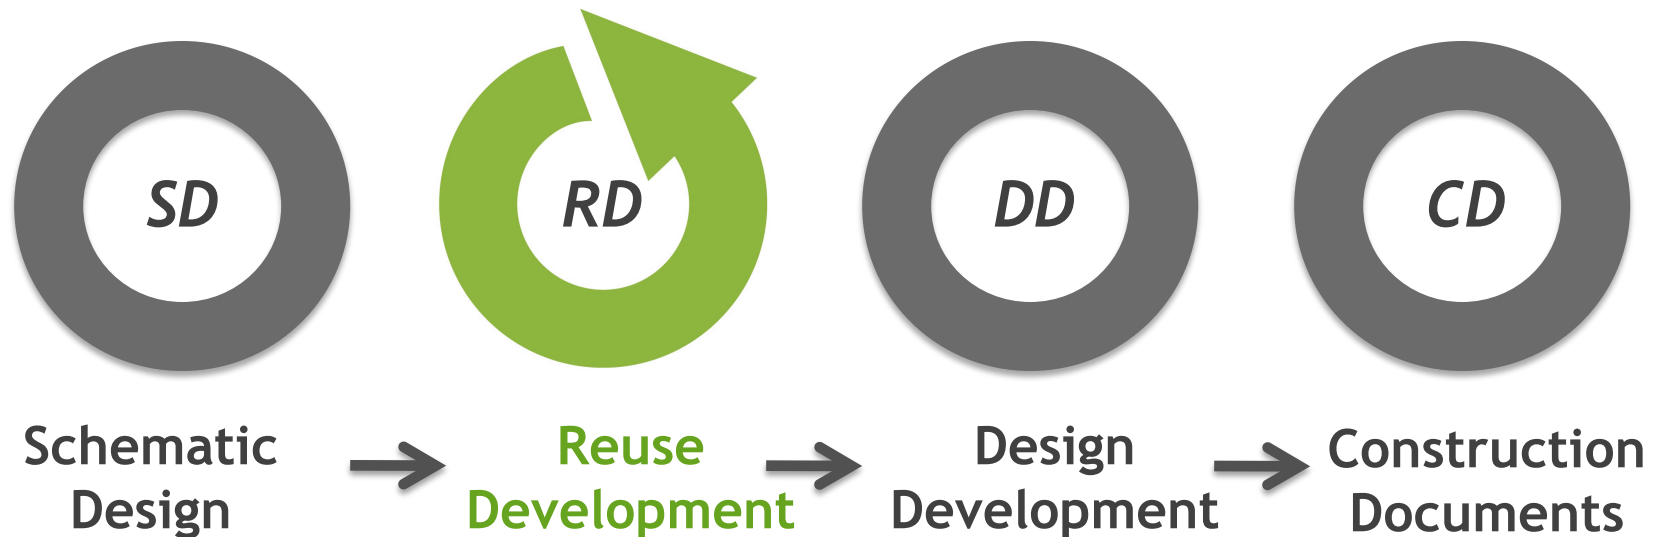 SD
RD
DD
CD
Schematic
Design
Reuse
Development
Design
Development
Construction
Documents